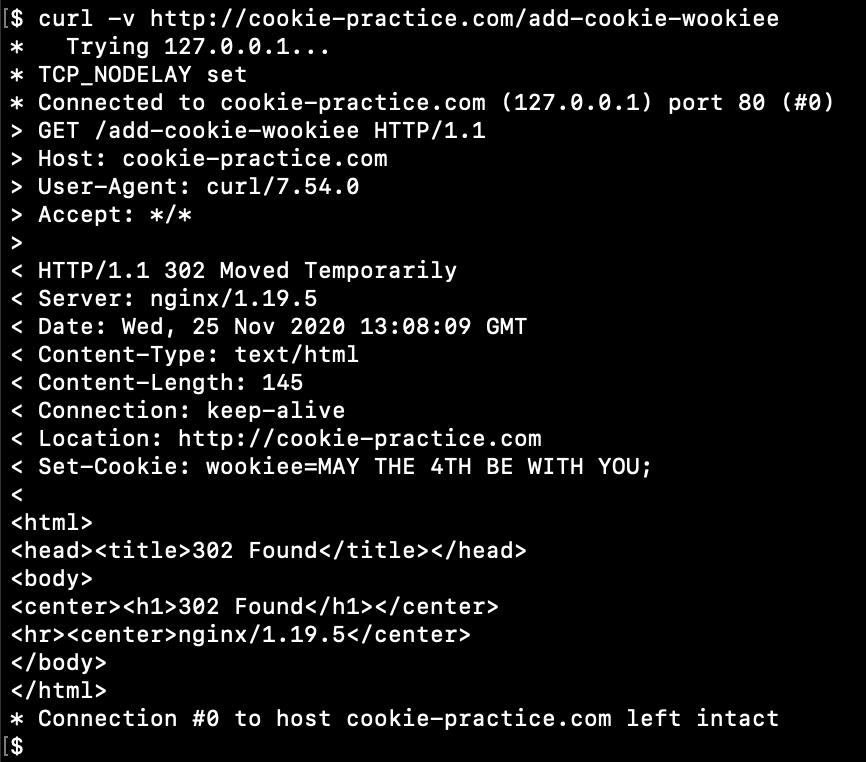 [$ curl -v http://cookie-practice.com/add-cookie-wookiee
*   Trying 127.0.0.1...
* TCP_NODELAY set
* Connected to cookie-practice.com (127.0.0.1) port 80 (#0)
> GET /add-cookie-wookiee HTTP/1.1
> Host: cookie-practice.com
> User-Agent: curl/7.54.0
> Accept: */*
>
< HTTP/1.1 302 Moved Temporarily
< Server: nginx/1.19.5
< Date: Wed, 25 Nov 2020 13:08:09 GMT
< Content-Type: text/html
< Content-Length: 145
< Connection: keep-alive
< Location: http://cookie-practice.com
< Set-Cookie: wookiee=MAY THE 4TH BE WITH YOU;
<
<html>
<head><title>302 Found</title></head>
<body>
<center><h1>302 Found</h1></center>
<hr><center>nginx/1.19.5</center>
</body>
</html>
* Connection #0 to host cookie-practice.com left intact
[$